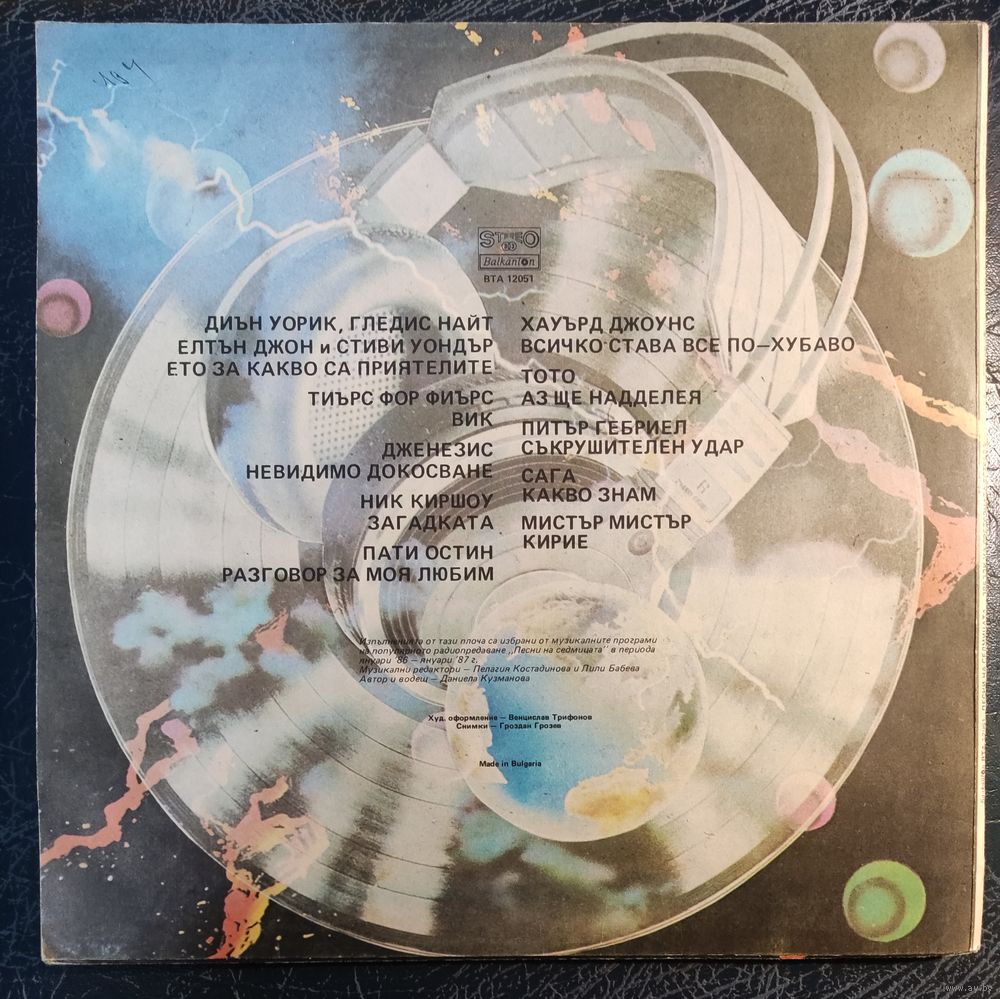 STEREO
Balkanton
ВТА 12051
ДИЪН УОРИК, ГЛЕДИС НАЙТ
ЕЛТЪН ДЖОН и СТИВИ УОНДЪР
ЕТО ЗА КАКВО СА ПРИЯТЕЛИТЕ
ТИЪРС ФОР ФИЪРС
ВИК
ДЖЕНЕЗИС
НЕВИДИМО ДОКОСВАНЕ
НИК КИРШОУ
ЗАГАДКАТА
ПАТИ ОСТИН
РАЗГОВОР ЗА МОЯ ЛЮБИМ
ХАУЪРД ДЖОУНС
ВСИЧКО СТАВА ВСЕ ПО–ХУБАВО
ТОТО
АЗ ЩЕ НАДДЕЛЕЯ
ПИТЪР ГЕБРИЕЛ
СЪКРУШИТЕЛЕН УДАР
САГА
КАКВО ЗНАМ
МИСТЪР МИСТЪР
КИРИЕ
Изпълненията от тази плоча са избрани от музикалните програми
на популярното радиопредаване „Песни на седмицата" в периода
януари '86 – януари '87 г.
Музикални редактори – Пелагия Костадинова и Лили Бабева
Автор и водещ – Даниела Кузманова
Худ. оформление – Венцислав Трифонов
Снимки – Гроздан Грозев
Made in Bulgaria
www.ay.by